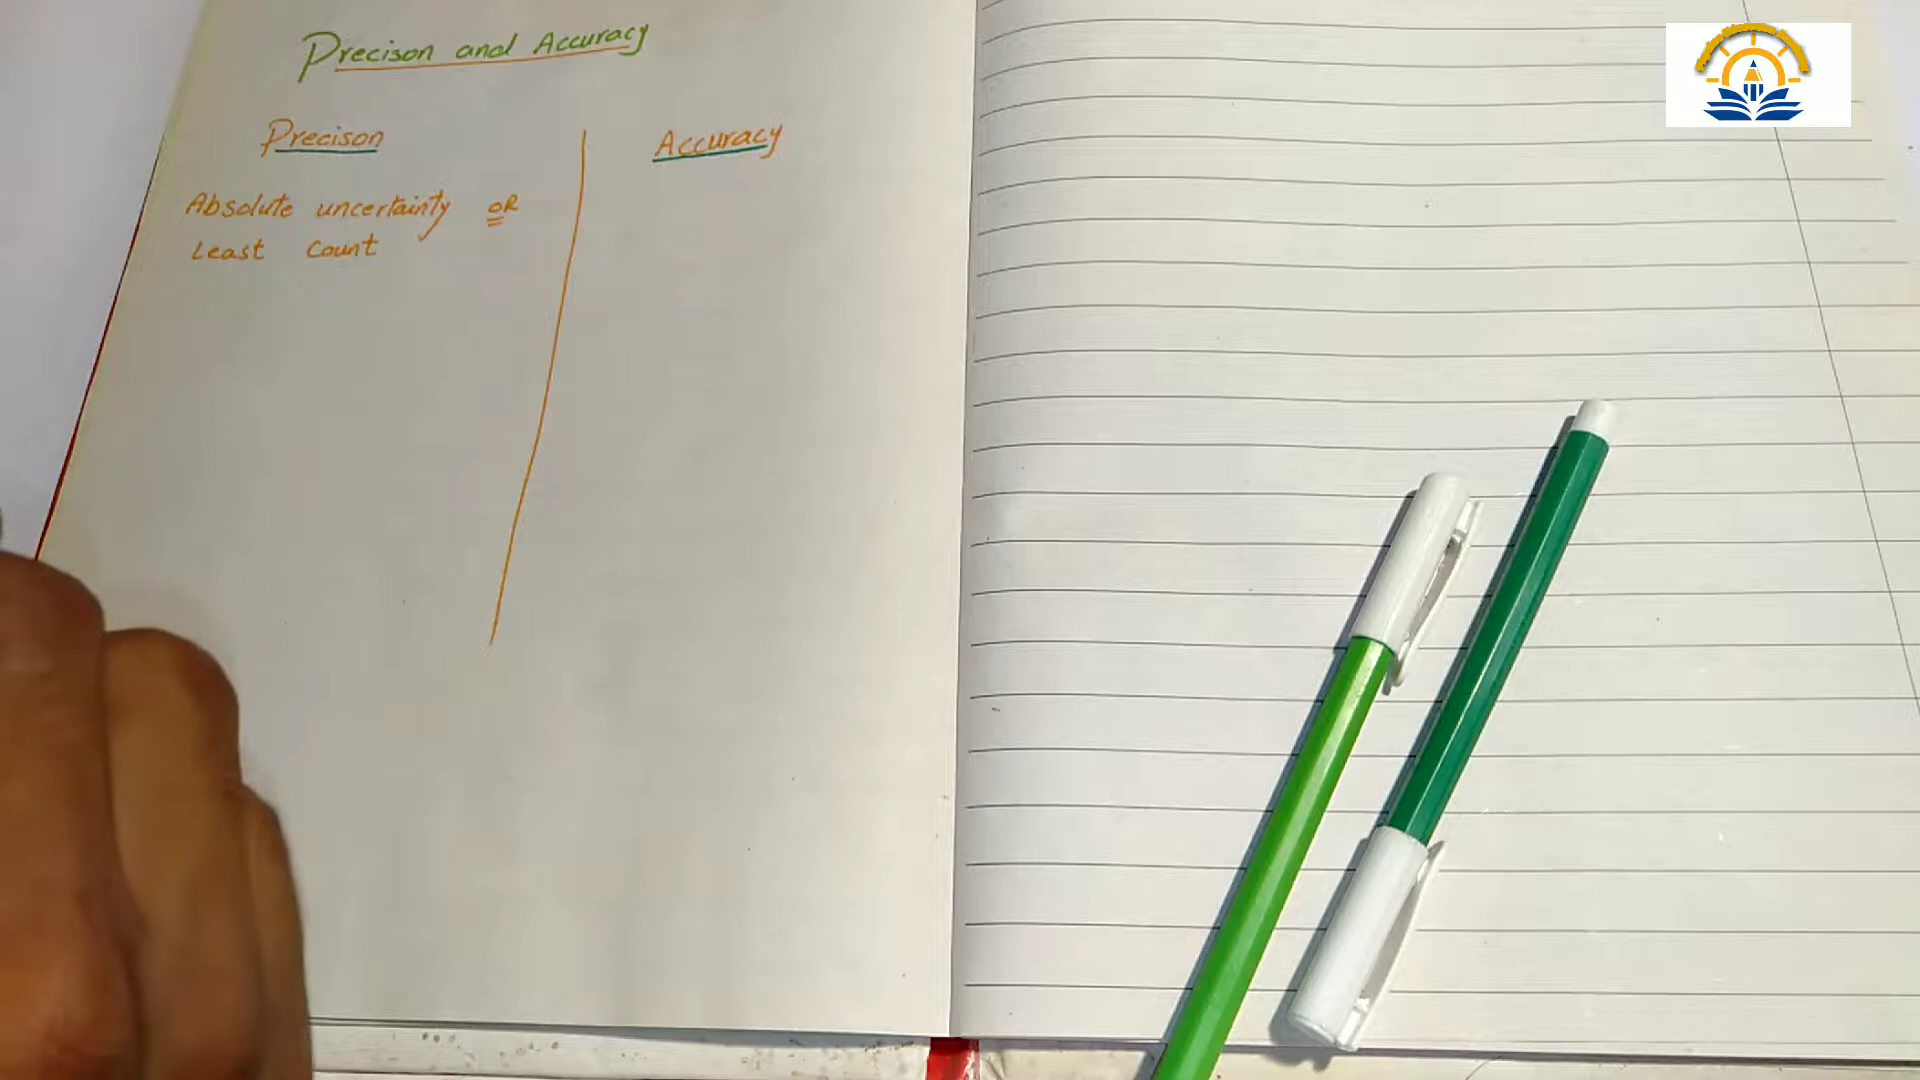 Precison and Accuracy
Precison
Accuracy
Absolute uncertainty OR
Least Count